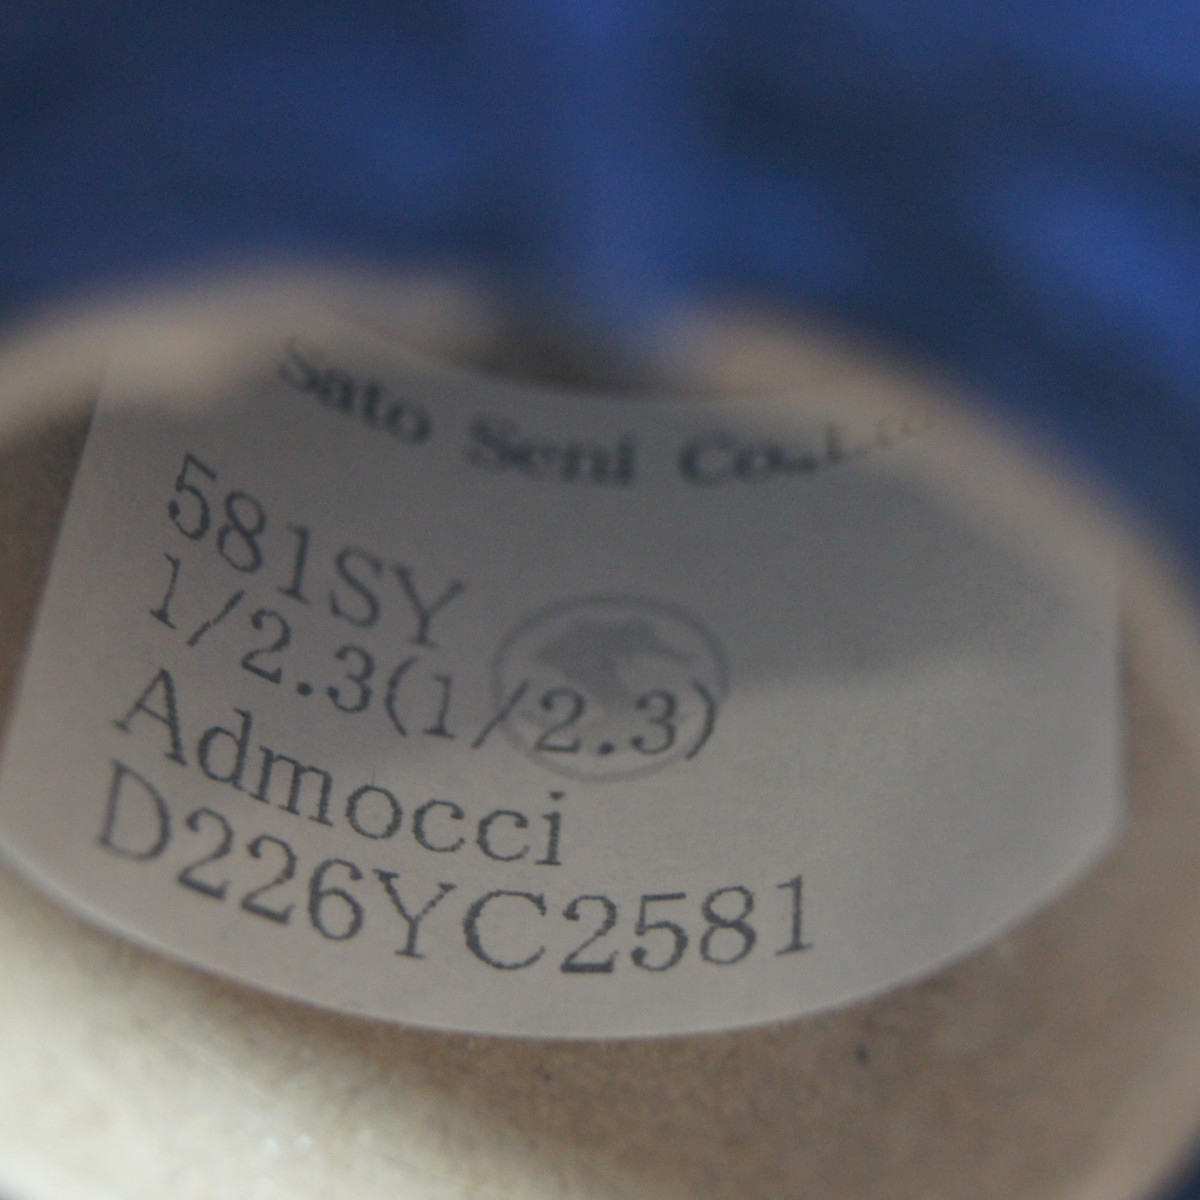 Sato Seni Co.,Ltd.
581SY
1/2.3(1/2.3)
Admocci
D226YC2581